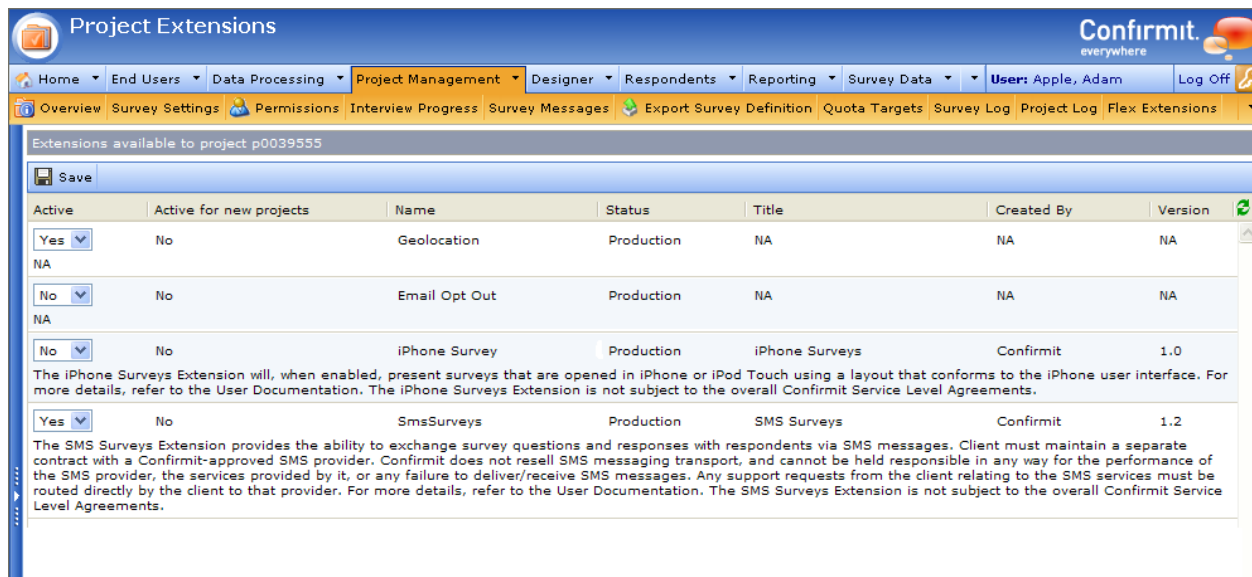 Project Extensions
Confirmit.
everywhere
Home End Users Data Processing Project Management Designer Respondents Reporting Survey Data User: Apple, Adam Log Off
Overview Survey Settings Permissions Interview Progress Survey Messages Export Survey Definition Quota Targets Survey Log Project Log Flex Extensions
Extensions available to project p0039555
Save
Active Active for new projects Name Status Title Created By Version
Yes No Geolocation Production NA NA NA
NA
No No Email Opt Out Production NA NA NA
NA
No No iPhone Survey Production iPhone Surveys Confirmit 1.0
The iPhone Surveys Extension will, when enabled, present surveys that are opened in iPhone or iPod Touch using a layout that conforms to the iPhone user interface. For
more details, refer to the User Documentation. The iPhone Surveys Extension is not subject to the overall Confirmit Service Level Agreements.
Yes No SmsSurveys Production SMS Surveys Confirmit 1.2
The SMS Surveys Extension provides the ability to exchange survey questions and responses with respondents via SMS messages. Client must maintain a separate
contract with a Confirmit-approved SMS provider. Confirmit does not resell SMS messaging transport, and cannot be held responsible in any way for the performance of
the SMS provider, the services provided by it, or any failure to deliver/receive SMS messages. Any support requests from the client relating to the SMS services must be
routed directly by the client to that provider. For more details, refer to the User Documentation. The SMS Surveys Extension is not subject to the overall Confirmit Service
Level Agreements.